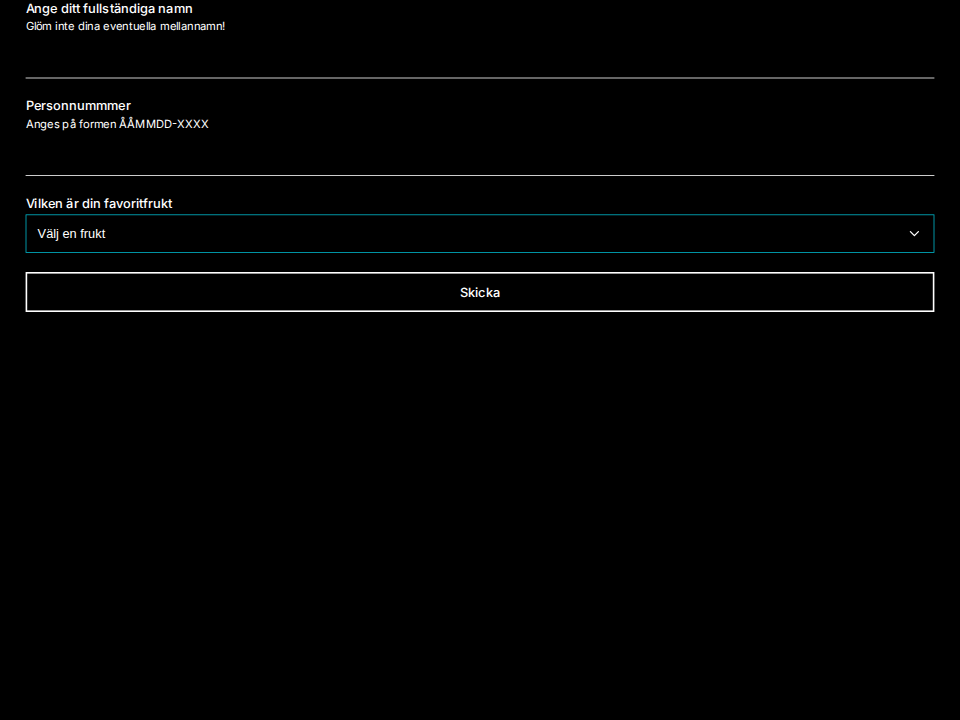 Ange ditt fullständiga namn
Glöm inte dina eventuella mellannamn!
Personnummmer
Anges på formen ÅÅMMDD-XXXX
Vilken är din favoritfrukt
Välj en frukt
Skicka